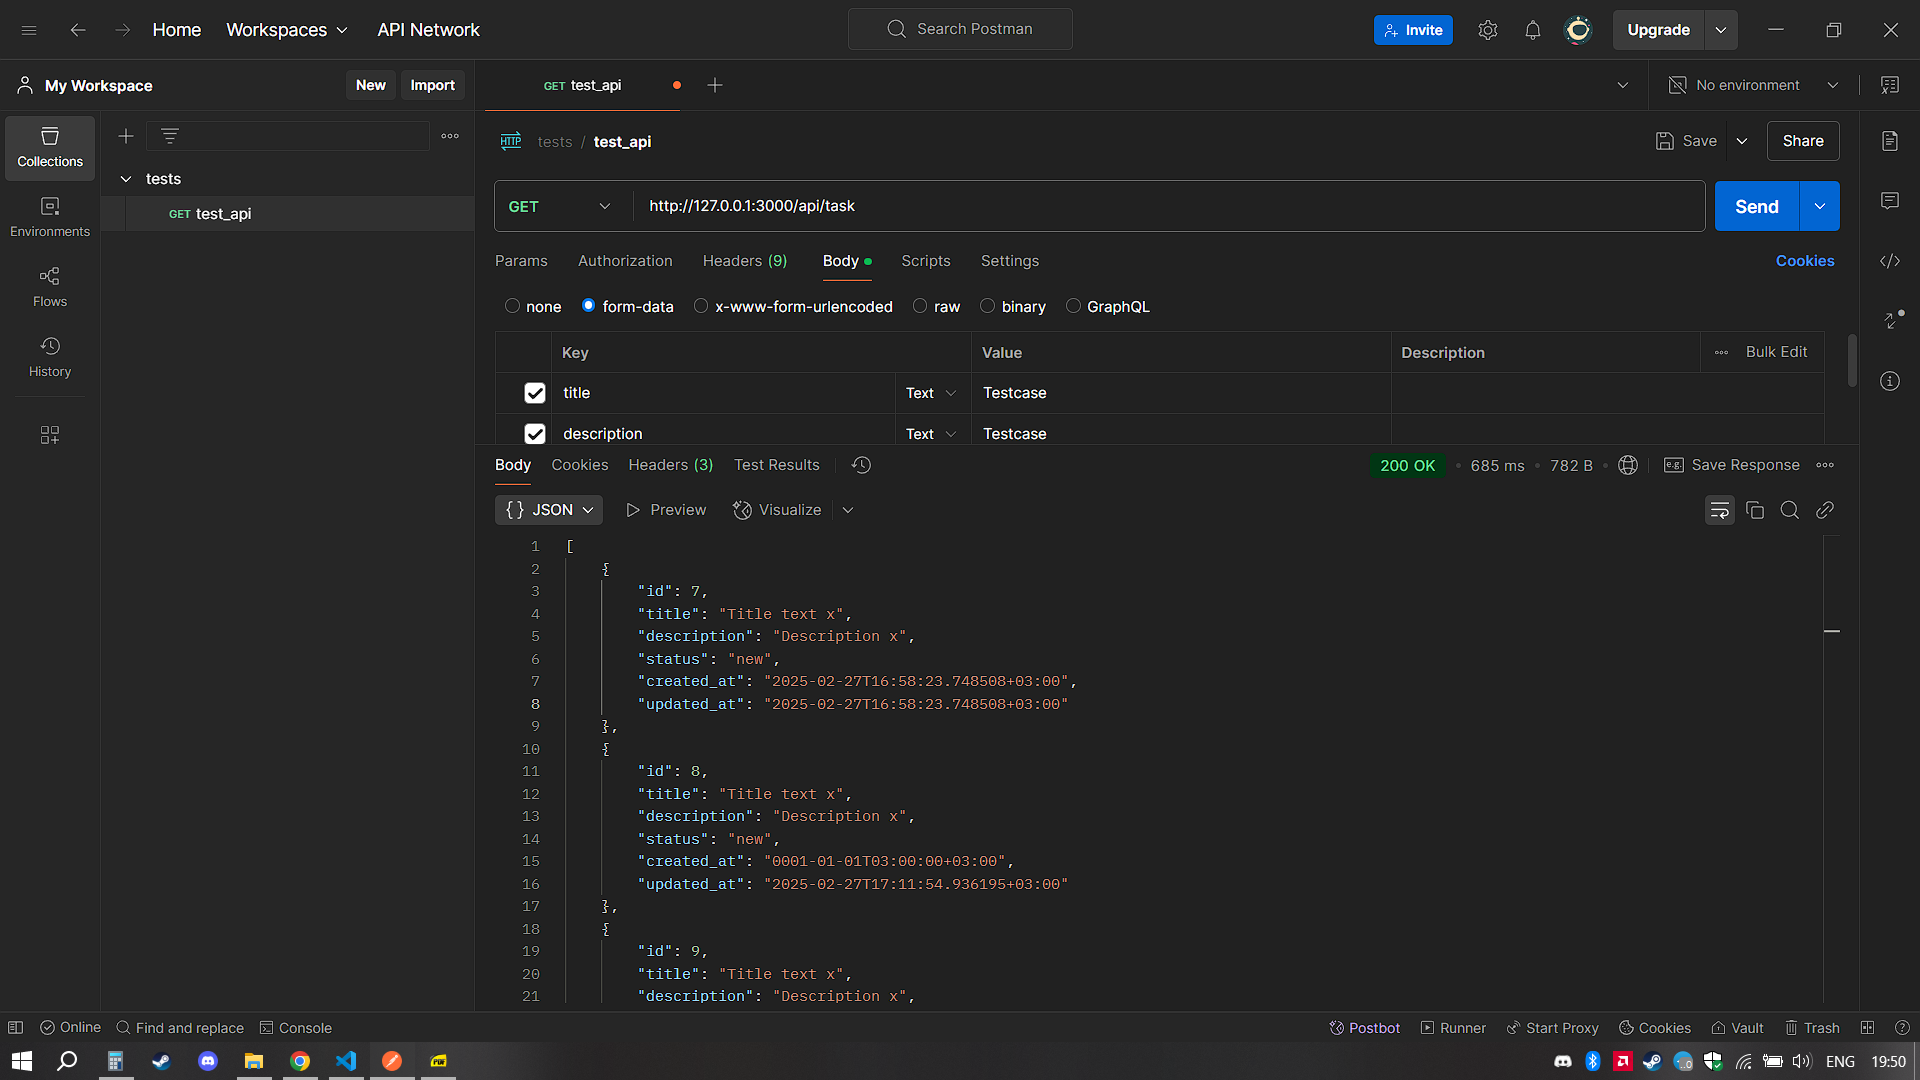 Home
Workspaces
API Network
Search Postman
Invite
Upgrade
My Workspace
New
Import
GET test_api
No environment
Collections
Environments
Flows
History
tests
GET test_api
HTTP tests / test_api
Save
Share
GET
http://127.0.0.1:3000/api/task
Send
Params
Authorization
Headers (9)
Body
Scripts
Settings
Cookies
none
form-data
x-www-form-urlencoded
raw
binary
GraphQL
Key
Value
Description
Bulk Edit
title
Text
Testcase
description
Text
Testcase
Body
Cookies
Headers (3)
Test Results
200 OK
685 ms
782 B
e.g. Save Response
{} JSON
Preview
Visualize
1 [
2 {
3 "id": 7,
4 "title": "Title text x",
5 "description": "Description x",
6 "status": "new",
7 "created_at": "2025-02-27T16:58:23.748508+03:00",
8 "updated_at": "2025-02-27T16:58:23.748508+03:00"
9 },
10 {
11 "id": 8,
12 "title": "Title text x",
13 "description": "Description x",
14 "status": "new",
15 "created_at": "0001-01-01T03:00:00+03:00",
16 "updated_at": "2025-02-27T17:11:54.936195+03:00"
17 },
18 {
19 "id": 9,
20 "title": "Title text x",
21 "description": "Description x",
Online
Find and replace
Console
Postbot
Runner
Start Proxy
Cookies
Vault
Trash
PDF
ENG
19:50